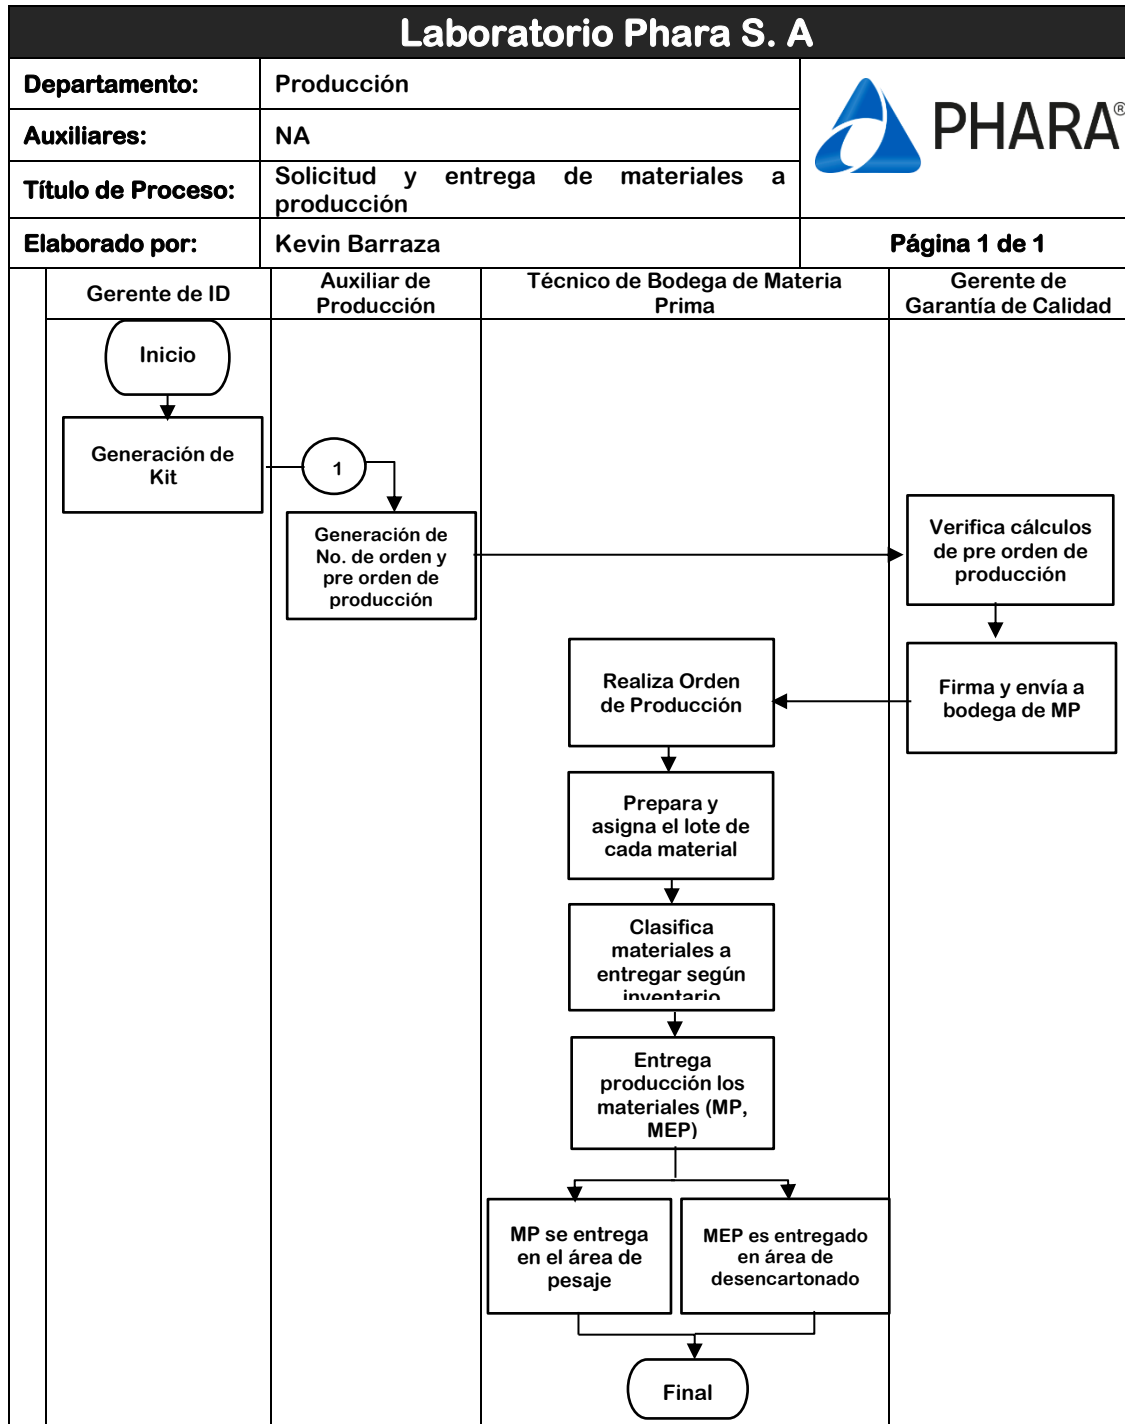 Laboratorio Phara S. A
Departamento:
Producción
PHARA®
Auxiliares:
NA
Título de Proceso:
Solicitud y entrega de materiales a
producción
Elaborado por:
Kevin Barraza
Página 1 de 1
Gerente de ID
Auxiliar de
Producción
Técnico de Bodega de Materia
Prima
Gerente de
Garantía de Calidad
Inicio
Generación de
Kit
1
Generación de
No. de orden y
pre orden de
producción
Verifica cálculos
de pre orden de
producción
Firma y envía a
bodega de MP
Realiza Orden
de Producción
Prepara y
asigna el lote de
cada material
Clasifica
materiales a
entregar según
inventario
Entrega
producción los
materiales (MP,
MEP)
MP se entrega
en el área de
pesaje
MEP es entregado
en área de
desencartonado
Final